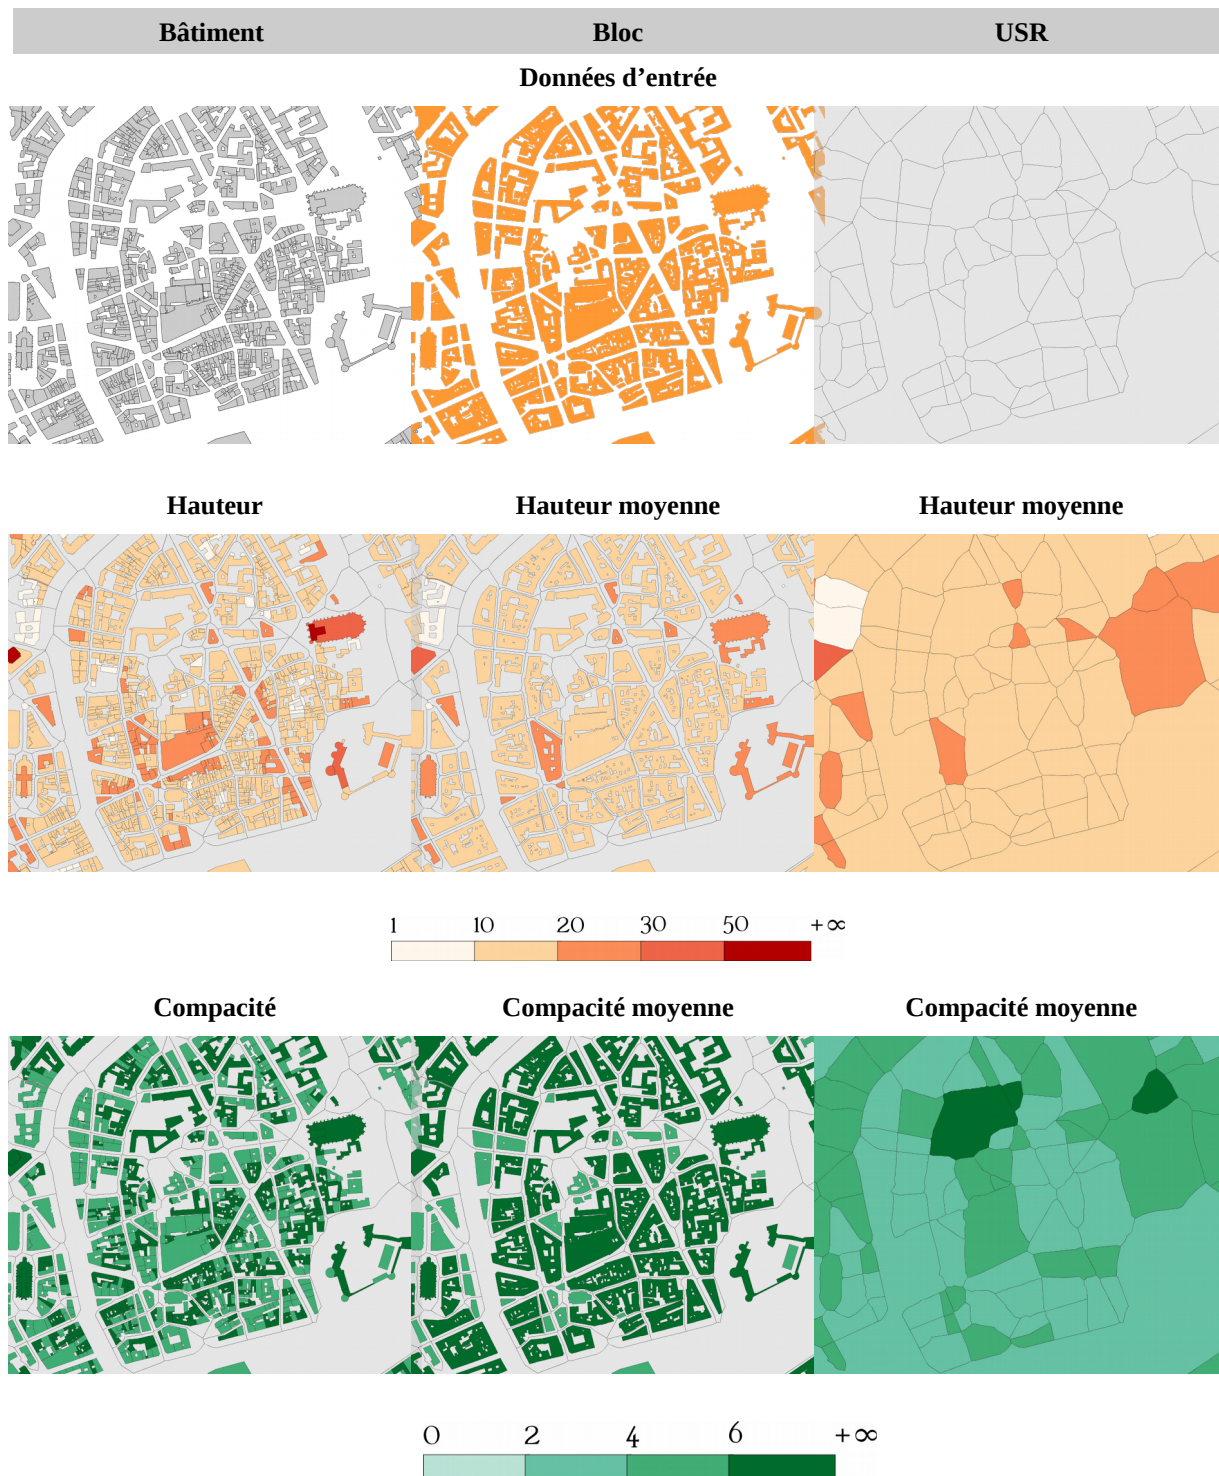 Bâtiment Bloc USR
Données d’entrée
Hauteur Hauteur moyenne Hauteur moyenne
1 10 20 30 50 +∞
Compacité Compacité moyenne Compacité moyenne
0 2 4 6 +∞